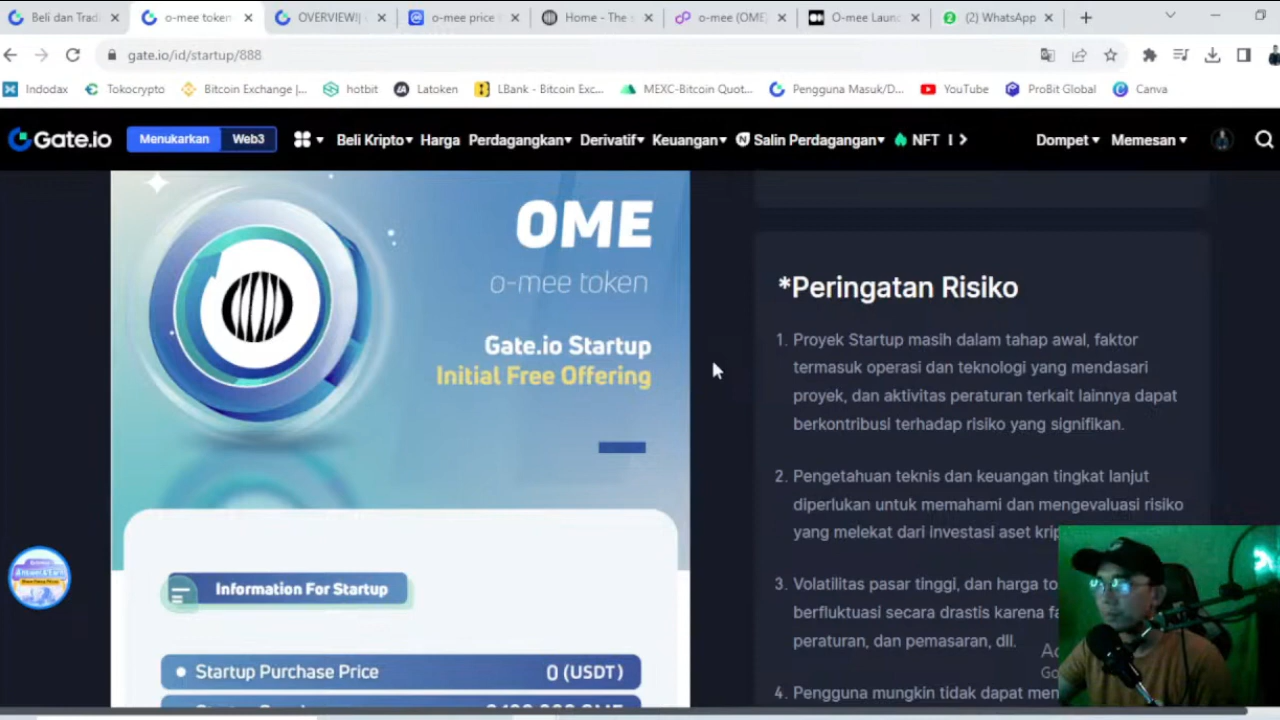 Beli dan Tradi
o-mee token
OVERVIEW||
o-mee price
Home - The s
o-mee (OME)
O-mee Laun
(2) WhatsApp
gate.io/id/startup/888
Indodax
Tokocrypto
Bitcoin Exchange |...
hotbit
Latoken
LBank - Bitcoin Exc...
MEXC-Bitcoin Quot...
Pengguna Masuk/D...
YouTube
ProBit Global
Canva
Gate.io
Menukarkan
Web3
Beli Kripto
Harga
Perdagangkan
Derivatif
Keuangan
Salin Perdagangan
NFT
Dompet
Memesan
OME
o-mee token
Gate.io Startup
Initial Free Offering
Information For Startup
Startup Purchase Price
0 (USDT)
*Peringatan Risiko
1. Proyek Startup masih dalam tahap awal, faktor
termasuk operasi dan teknologi yang mendasari
proyek, dan aktivitas peraturan terkait lainnya dapat
berkontribusi terhadap risiko yang signifikan.
2. Pengetahuan teknis dan keuangan tingkat lanjut
diperlukan untuk memahami dan mengevaluasi risiko
yang melekat dari investasi aset krip
3. Volatilitas pasar tinggi, dan harga to
berfluktuasi secara drastis karena fa
peraturan, dan pemasaran, dll.
4. Pengguna mungkin tidak dapat men